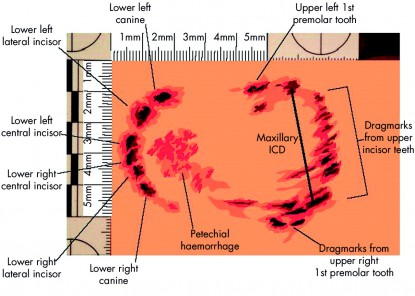 Lower left
canine
Upper left 1st
premolar tooth
Lower left
lateral incisor
1mm 2mm 3mm 4mm 5mm
1mm
2mm
3mm
4mm
5mm
Lower left
central incisor
Maxillary
ICD
Dragmarks
from upper
incisor teeth
Lower right
central incisor
Petechial
haemorrhage
Lower right
lateral incisor
Lower right
canine
Dragmarks from
upper right
1st premolar tooth